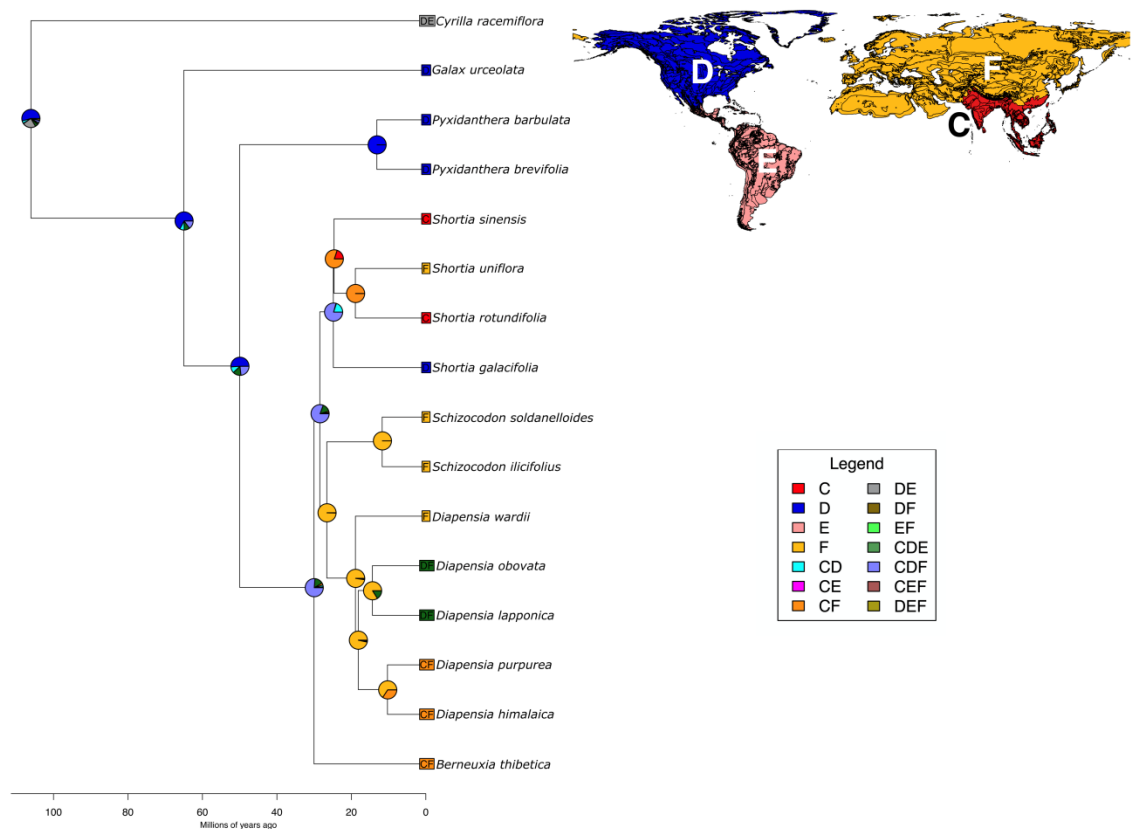 DE Cyrilla racemiflora
D Galax urceolata
D Pyxidanthera barbulata
D Pyxidanthera brevifolia
C Shortia sinensis
F Shortia uniflora
C Shortia rotundifolia
D Shortia galacifolia
F Schizocodon soldanelloides
F Schizocodon ilicifolius
F Diapensia wardii
DF Diapensia obovata
DF Diapensia lapponica
CF Diapensia purpurea
CF Diapensia himalaica
CF Berneuxia thibetica
100 80 60 40 20 0
Millions of years ago
D
F
C
E
Legend
C DE
D DF
E EF
F CDE
CD CDF
CE CEF
CF DEF